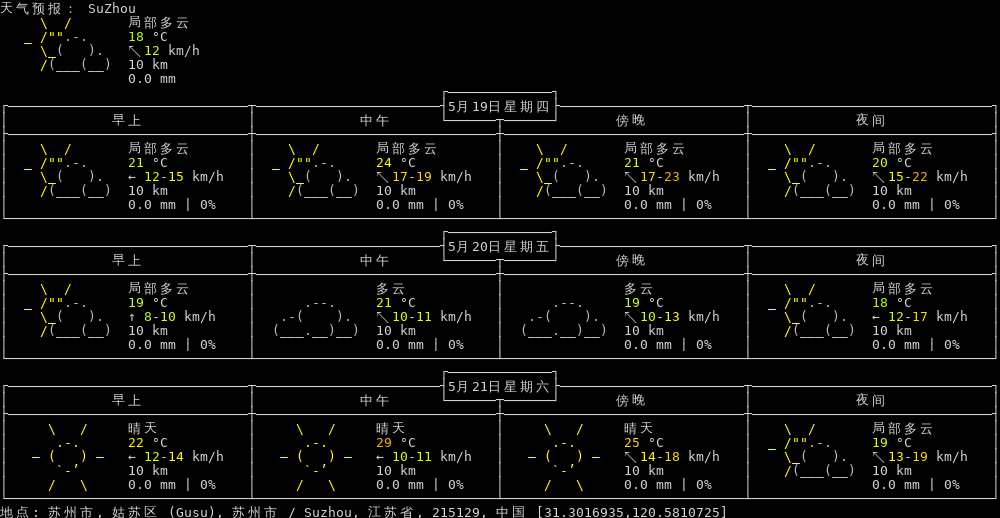 天气预报： SuZhou
局部多云
18 °C
↖ 12 km/h
10 km
0.0 mm
5月19日星期四
早上 中午 傍晚 夜间
局部多云 局部多云 局部多云 局部多云
21 °C 24 °C 21 °C 20 °C
← 12-15 km/h ↖ 17-19 km/h ↖ 17-23 km/h ↖ 15-22 km/h
10 km 10 km 10 km 10 km
0.0 mm | 0% 0.0 mm | 0% 0.0 mm | 0% 0.0 mm | 0%
5月20日星期五
早上 中午 傍晚 夜间
局部多云 多云 多云 局部多云
19 °C 21 °C 19 °C 18 °C
↑ 8-10 km/h ↖ 10-11 km/h ↖ 10-13 km/h ← 12-17 km/h
10 km 10 km 10 km 10 km
0.0 mm | 0% 0.0 mm | 0% 0.0 mm | 0% 0.0 mm | 0%
5月21日星期六
早上 中午 傍晚 夜间
晴天 晴天 晴天 局部多云
22 °C 29 °C 25 °C 19 °C
← 12-14 km/h ← 10-11 km/h ↖ 14-18 km/h ↖ 13-19 km/h
10 km 10 km 10 km 10 km
0.0 mm | 0% 0.0 mm | 0% 0.0 mm | 0% 0.0 mm | 0%
地点: 苏州市, 姑苏区 (Gusu), 苏州市 / Suzhou, 江苏省, 215129, 中国 [31.3016935,120.5810725]